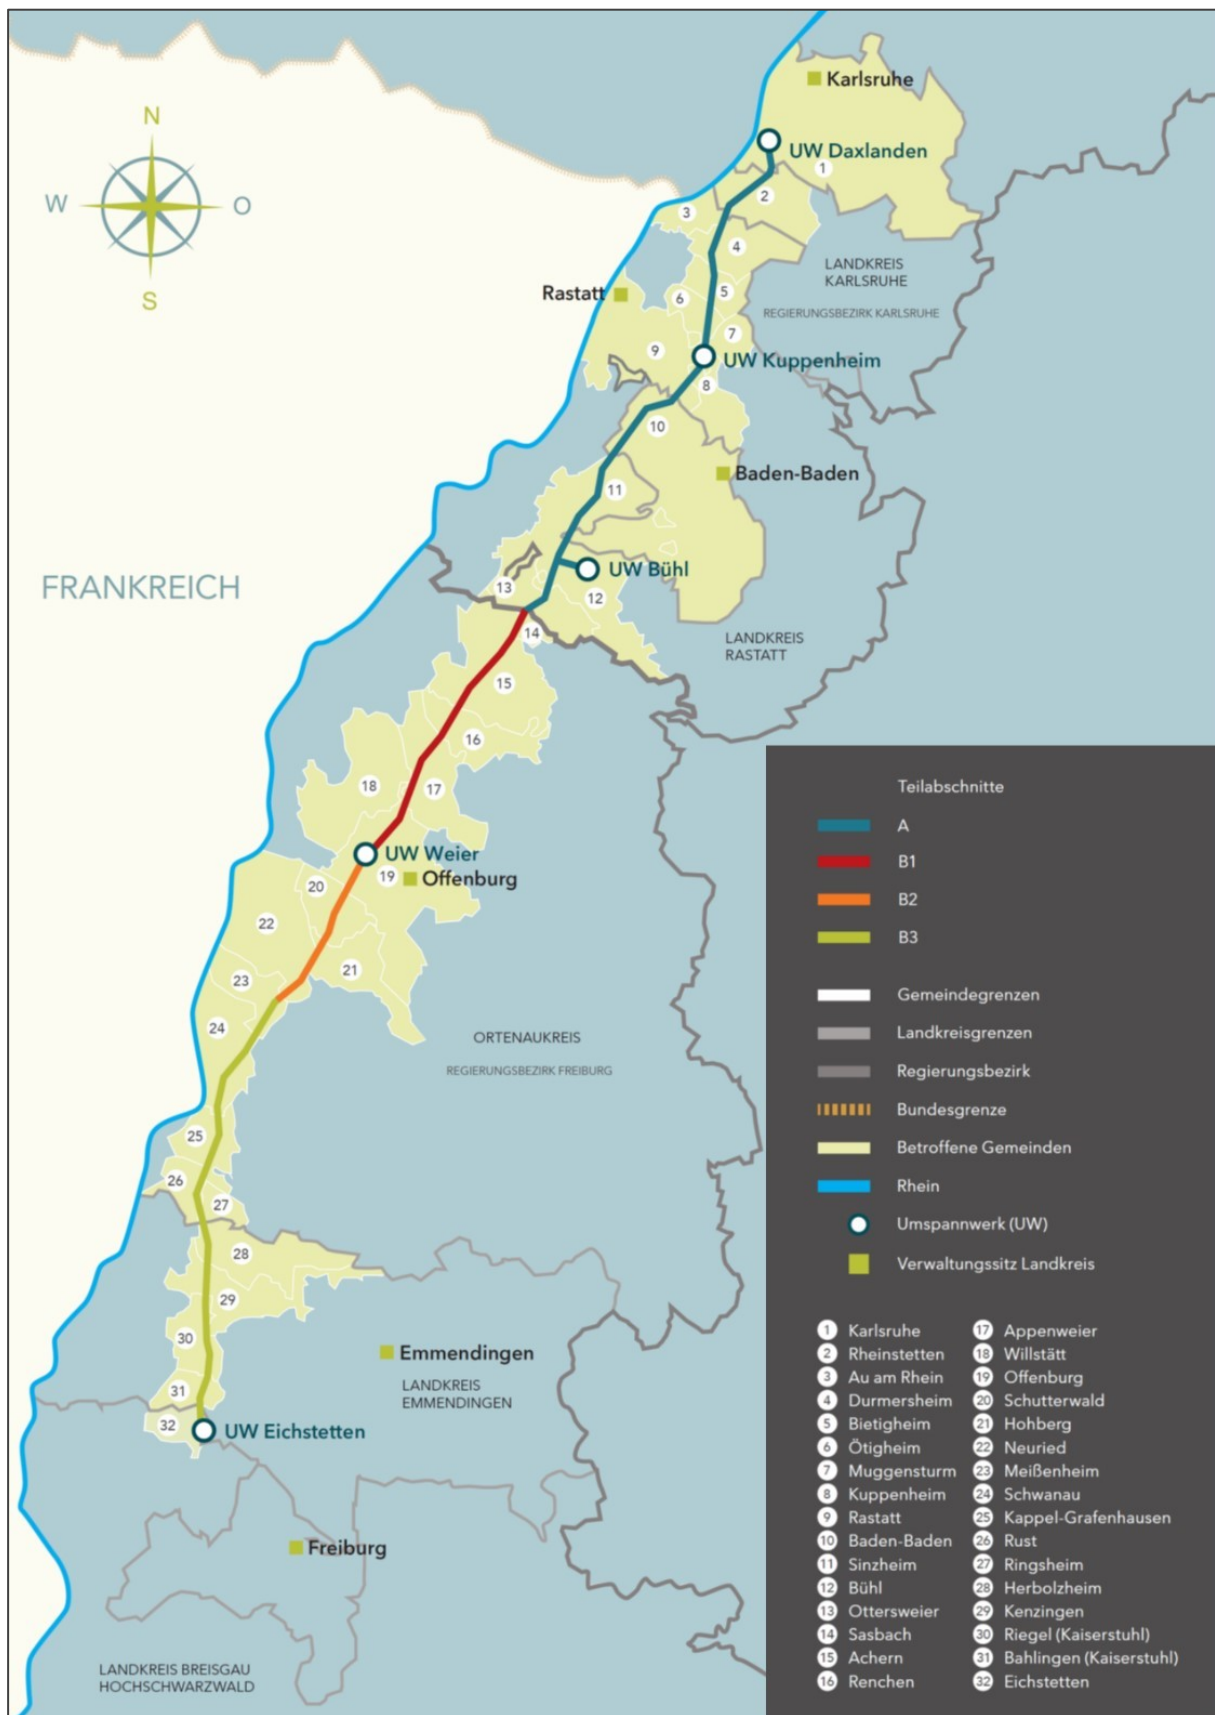 Karlsruhe
N
UW Daxlanden
1
2
W
O
3
4
LANDKREIS
KARLSRUHE
S
Rastatt
5
6
REGIERUNGSBEZIRK KARLSRUHE
7
9
UW Kuppenheim
8
10
Baden-Baden
11
FRANKREICH
UW Bühl
13
12
14
LANDKREIS
RASTATT
15
16
18
17
UW Weier
19
Offenburg
20
22
21
23
24
ORTENAUKREIS
REGIERUNGSBEZIRK FREIBURG
25
26
27
28
29
30
Emmendingen
31
LANDKREIS
EMMENDINGEN
32
UW Eichstetten
Freiburg
LANDKREIS BREISGAU
HOCHSCHWARZWALD
Teilabschnitte
A
B1
B2
B3
Gemeindegrenzen
Landkreisgrenzen
Regierungsbezirk
Bundesgrenze
Betroffene Gemeinden
Rhein
Umspannwerk (UW)
Verwaltungssitz Landkreis
1 Karlsruhe
2 Rheinstetten
3 Au am Rhein
4 Durmersheim
5 Bietigheim
6 Ötigheim
7 Muggensturm
8 Kuppenheim
9 Rastatt
10 Baden-Baden
11 Sinzheim
12 Bühl
13 Ottersweier
14 Sasbach
15 Achern
16 Renchen
17 Appenweier
18 Willstätt
19 Offenburg
20 Schutterwald
21 Hohberg
22 Neuried
23 Meißenheim
24 Schwanau
25 Kappel-Grafenhausen
26 Rust
27 Ringsheim
28 Herbolzheim
29 Kenzingen
30 Riegel (Kaiserstuhl)
31 Bahlingen (Kaiserstuhl)
32 Eichstetten